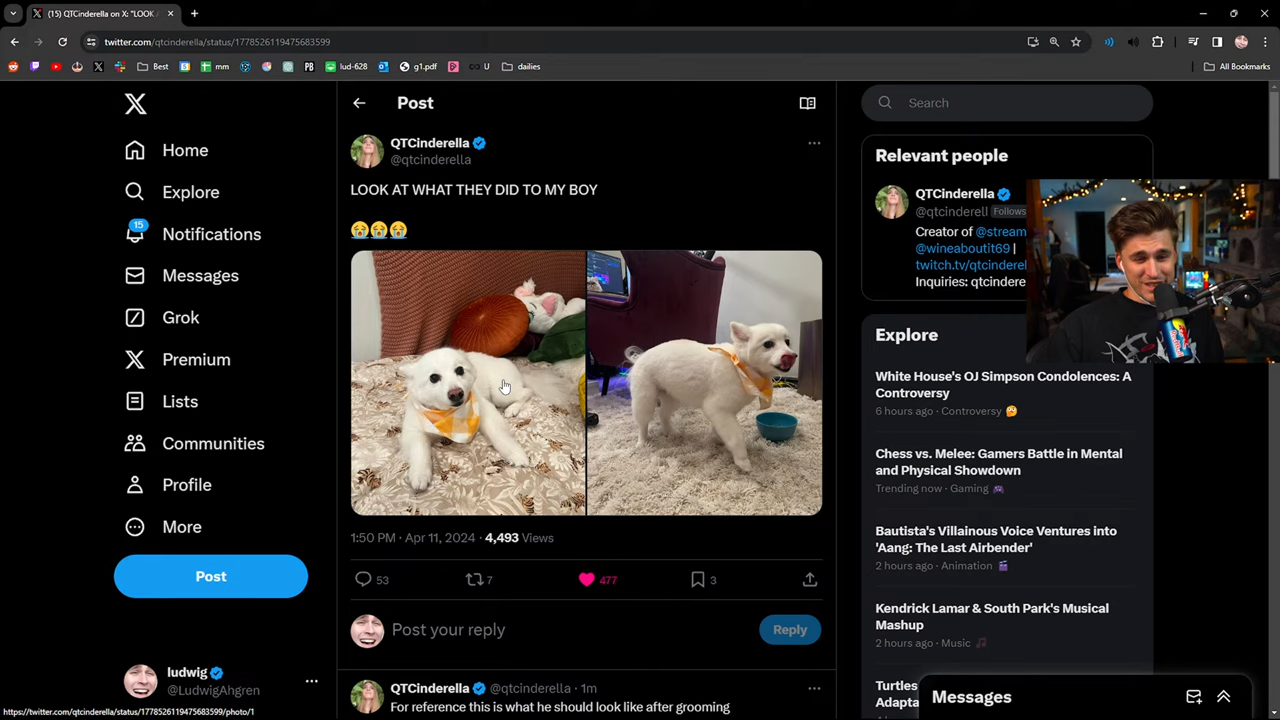 (15) QTCinderella on X: "LOOK A
twitter.com/qtcinderella/status/1778526119475683599
Best
mm
lud-628
g1.pdf
U
dailies
All Bookmarks
Home
Explore
15
Notifications
Messages
Grok
Premium
Lists
Communities
Profile
More
Post
ludwig
@LudwigAhgren
Post
QTCinderella
@qtcinderella
LOOK AT WHAT THEY DID TO MY BOY
1:50 PM · Apr 11, 2024 · 4,493 Views
53
7
477
3
Post your reply
Reply
QTCinderella @qtcinderella · 1m
For reference this is what he should look like after grooming
Search
Relevant people
QTCinderella
@qtcinderell Follows
Creator of @stream
@wineaboutit69 |
twitch.tv/qtcinderel
Inquiries: qtcindere
Explore
White House's OJ Simpson Condolences: A
Controversy
6 hours ago · Controversy
Chess vs. Melee: Gamers Battle in Mental
and Physical Showdown
Trending now · Gaming
Bautista's Villainous Voice Ventures into
'Aang: The Last Airbender'
2 hours ago · Animation
Kendrick Lamar & South Park's Musical
Mashup
2 hours ago · Music
Turtles
Adapta
Messages
https://twitter.com/qtcinderella/status/1778526119475683599/photo/1